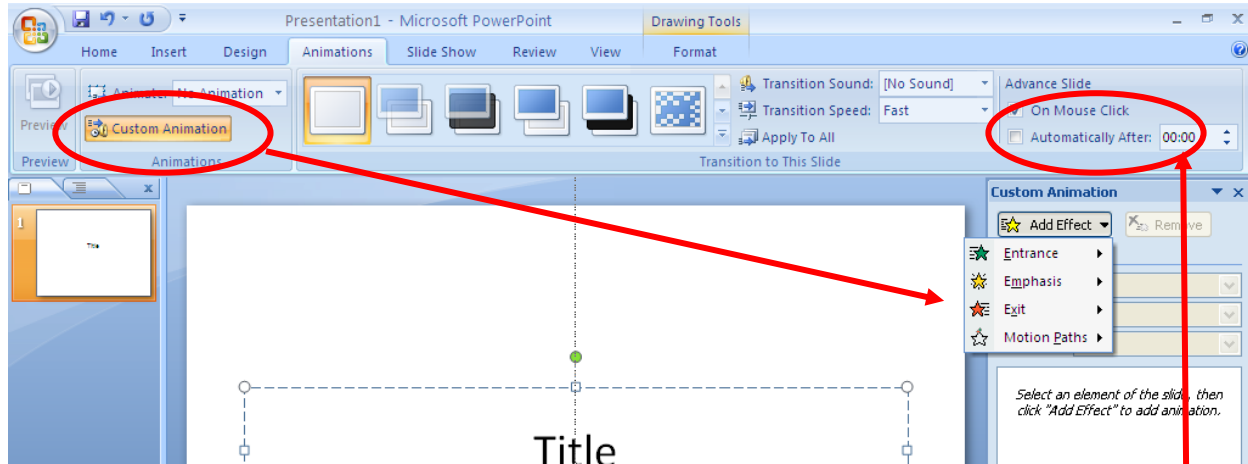 Presentation1 - Microsoft PowerPoint
Drawing Tools
Home Insert Design Animations Slide Show Review View Format
Preview
Animate: No Animation
Custom Animation
Transition Sound: [No Sound]
Transition Speed: Fast
Apply To All
Advance Slide
On Mouse Click
Automatically After: 00:00
Preview Animations Transition to This Slide
1
Title
Custom Animation
Add Effect Remove
Entrance
Emphasis
Exit
Motion Paths
Select an element of the slide, then
click "Add Effect" to add animation.
Title